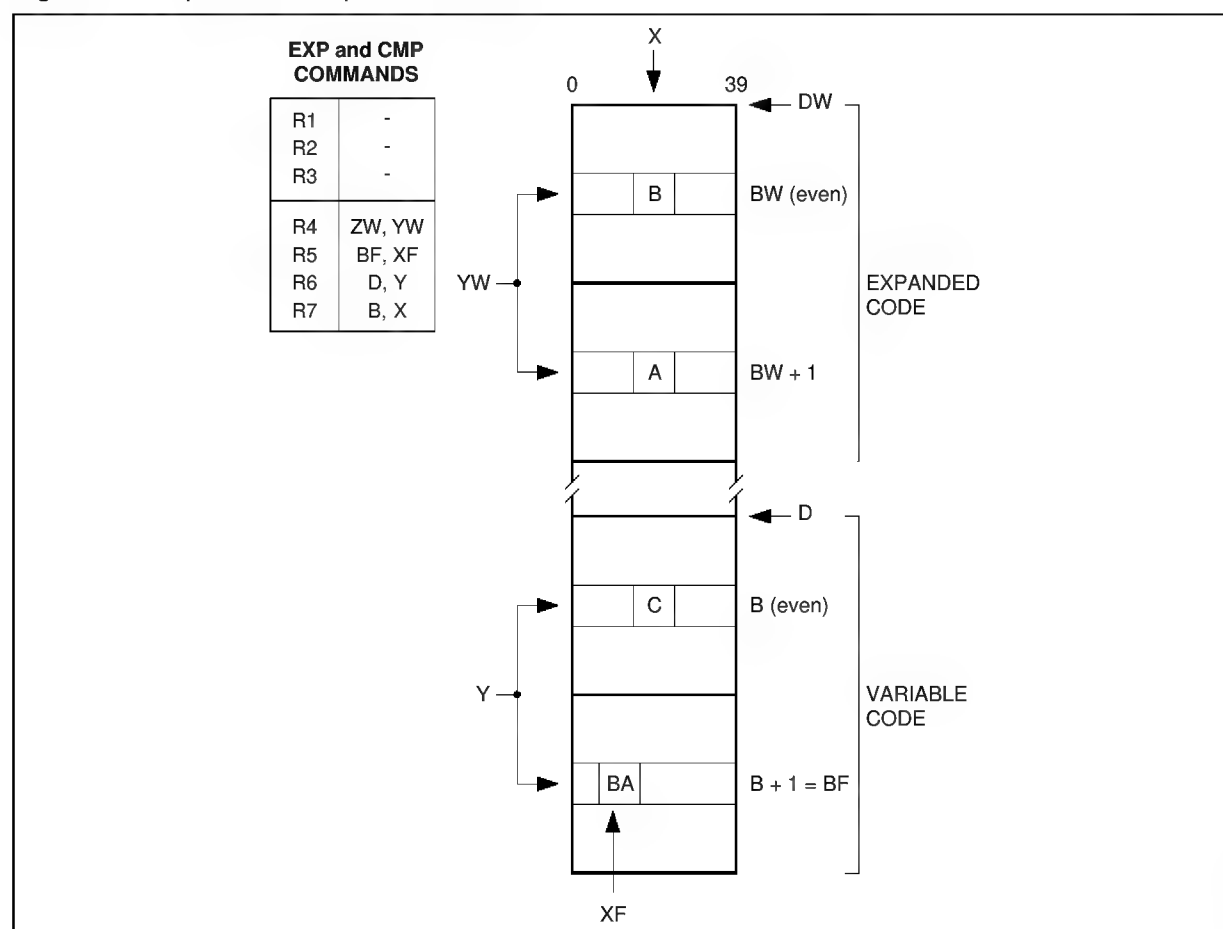 EXP and CMP
COMMANDS
R1 -
R2 -
R3 -
R4 ZW, YW
R5 BF, XF
R6 D, Y
R7 B, X
X
0 39
DW
B BW (even)
YW
EXPANDED
CODE
A BW + 1
D
C B (even)
Y
VARIABLE
CODE
BA B + 1 = BF
XF